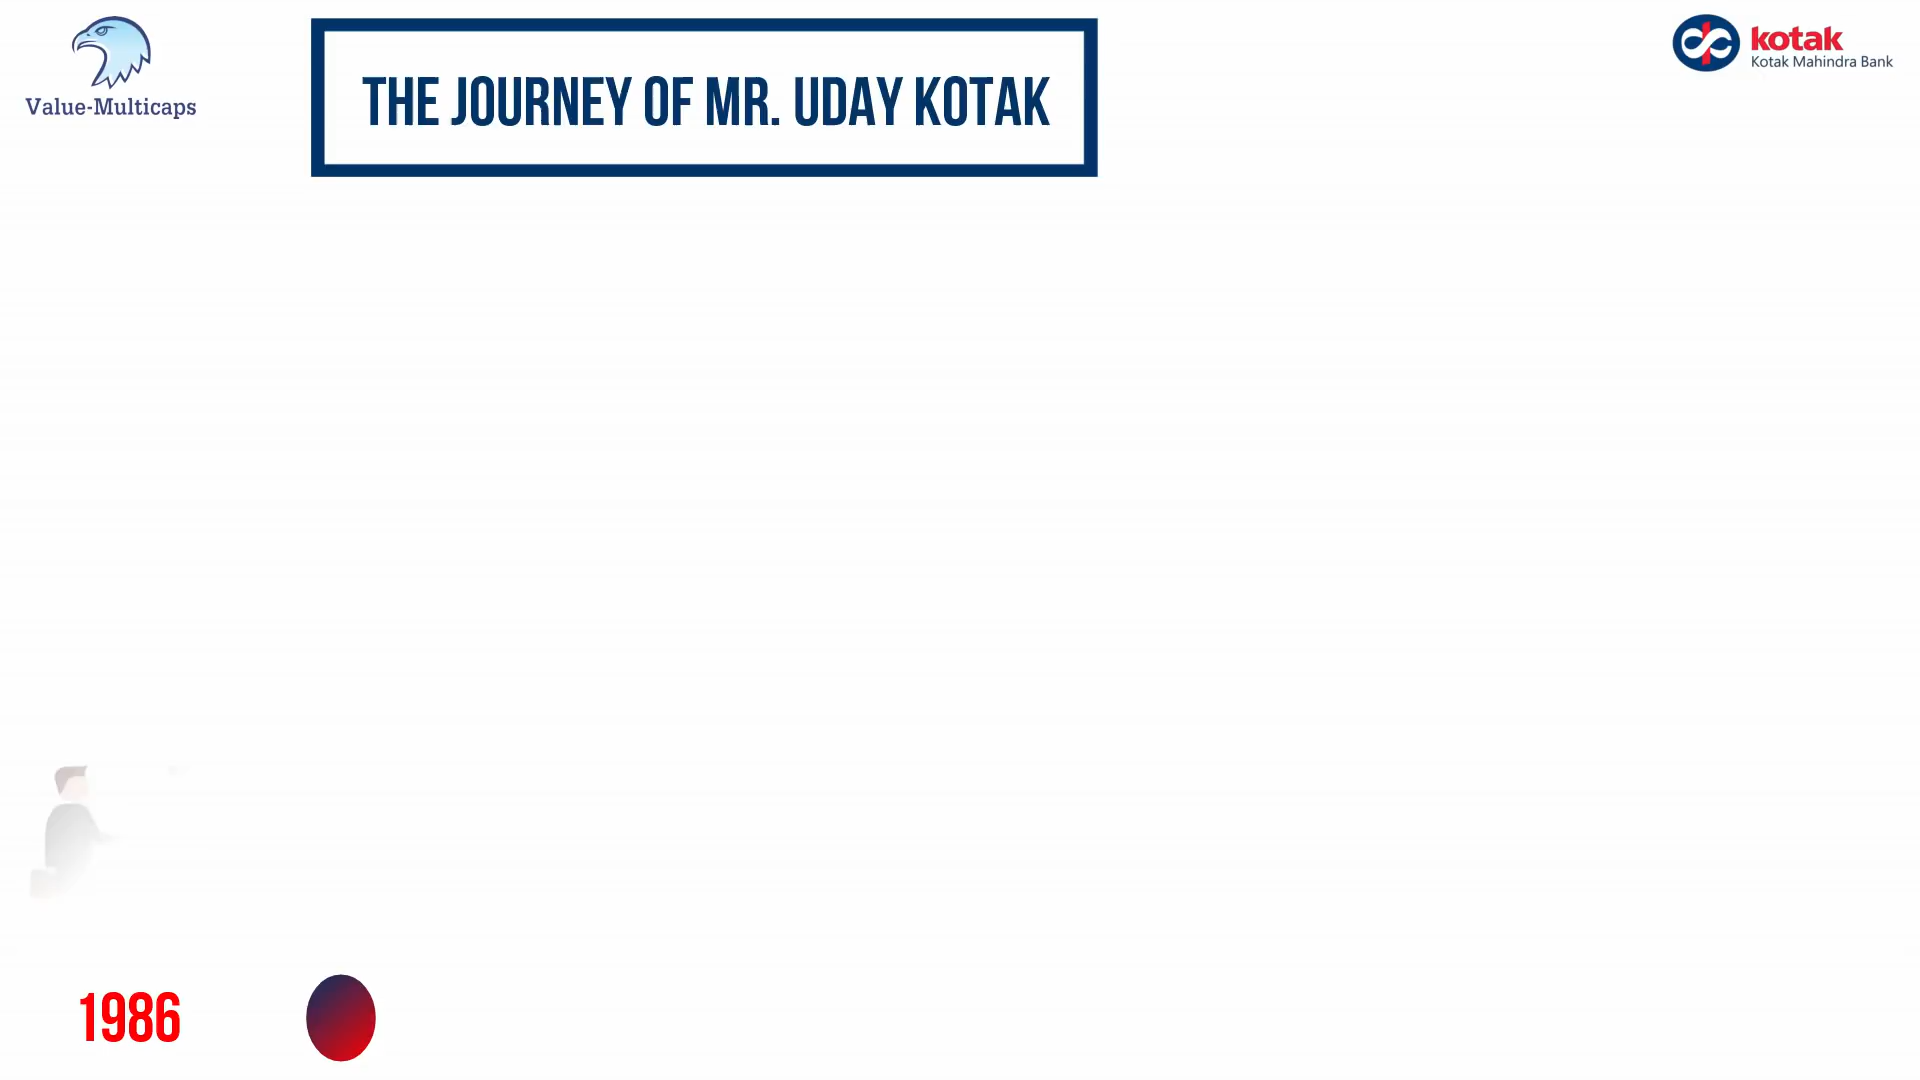 Value-Multicaps
THE JOURNEY OF MR. UDAY KOTAK
kotak
Kotak Mahindra Bank
1986